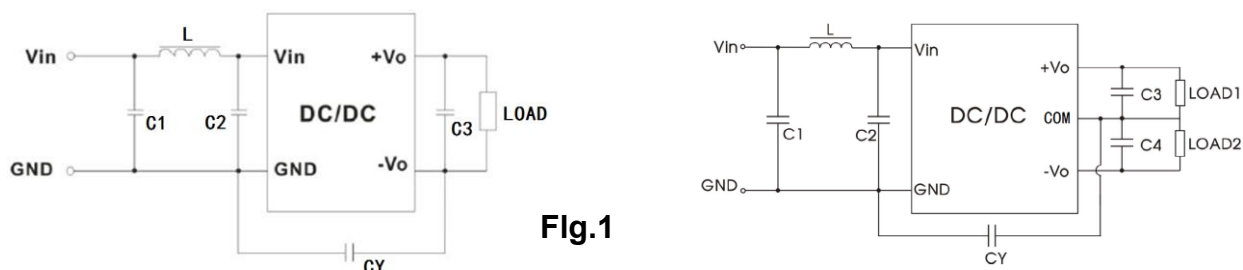 L
Vin
Vin
+Vo
C1
C2
DC/DC
C3
LOAD
GND
GND
-Vo
CY
FIg.1
L
Vin
Vin
+Vo
C3
LOAD1
C1
C2
DC/DC
COM
C4
LOAD2
-Vo
GND
GND
CY